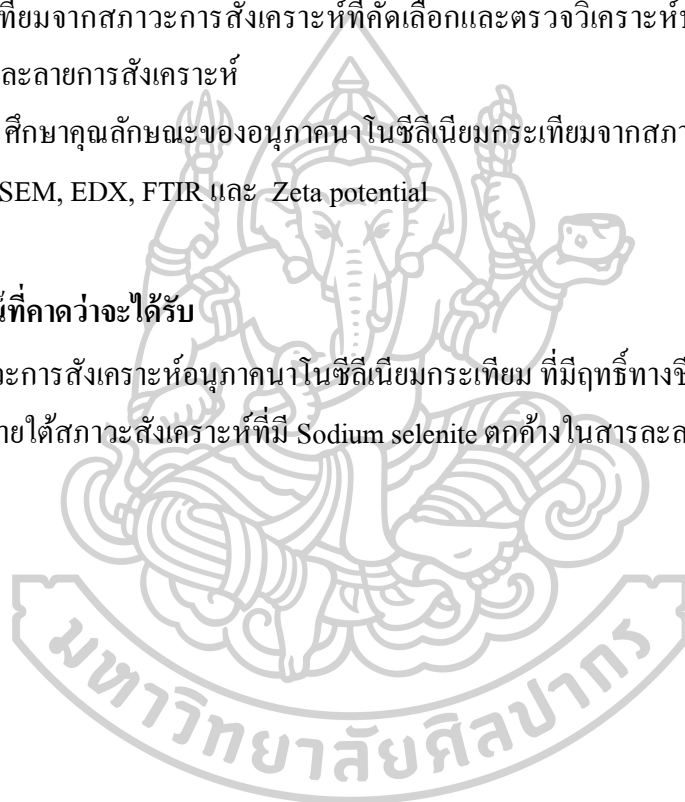 ทียมจากสภาวะการสังเคราะห์ที่คัดเลือกและตรวจวิเคราะห์
ละลายการสังเคราะห์
ศึกษาคุณลักษณะของอนุภาคนาโนซีลีเนียมกระเทียมจากสภา
SEM, EDX, FTIR และ Zeta potential
ที่คาดว่าจะได้รับ
วะการสังเคราะห์อนุภาคนาโนซีลีเนียมกระเทียม ที่มีฤทธิ์ทางชี
ายใต้สภาวะสังเคราะห์ที่มี Sodium selenite ตกค้างในสารละล
มหาวิทยาลัยศิลปากร